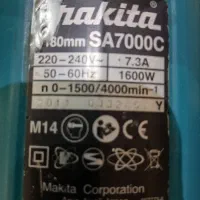 makita
180mm SA7000C
220-240V~ 7.3A
50-60Hz 1600W
n 0-1500/4000min⁻¹
Y
M14
Makita Corporation